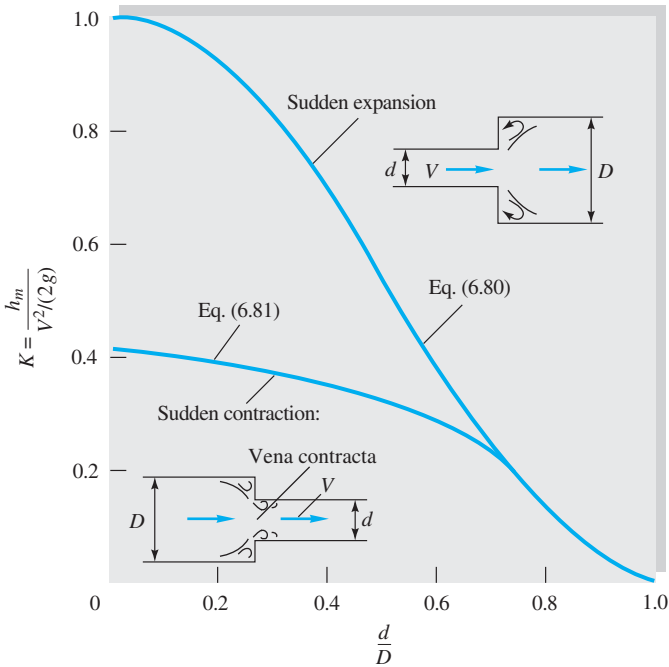 1.0
0.8
0.6
0.4
0.2
K = h_m / V²/(2g)
Sudden expansion
d
V
D
Eq. (6.80)
Eq. (6.81)
Sudden contraction:
Vena contracta
V
D
d
0
0.2
0.4
0.6
0.8
1.0
d
D